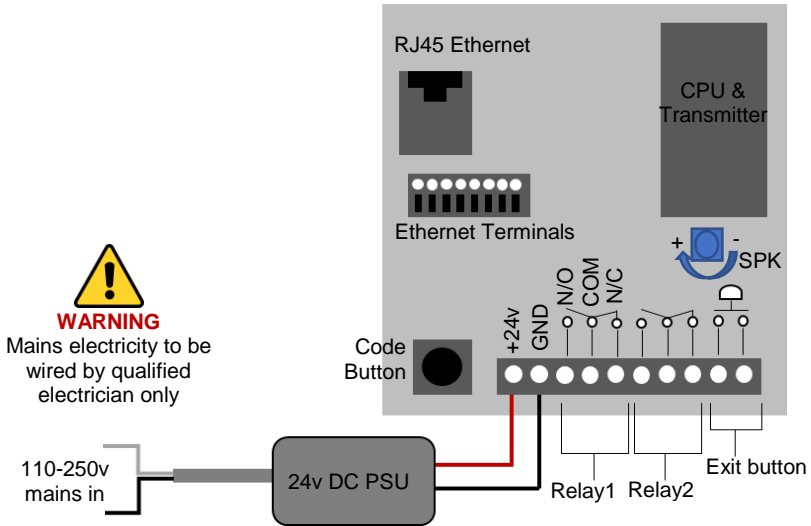 RJ45 Ethernet
CPU &
Transmitter
Ethernet Terminals
+ -
SPK
N/O
COM
N/C
+24v
GND
Code
Button
WARNING
Mains electricity to be
wired by qualified
electrician only
110-250v
mains in
24v DC PSU
Relay1
Relay2
Exit button